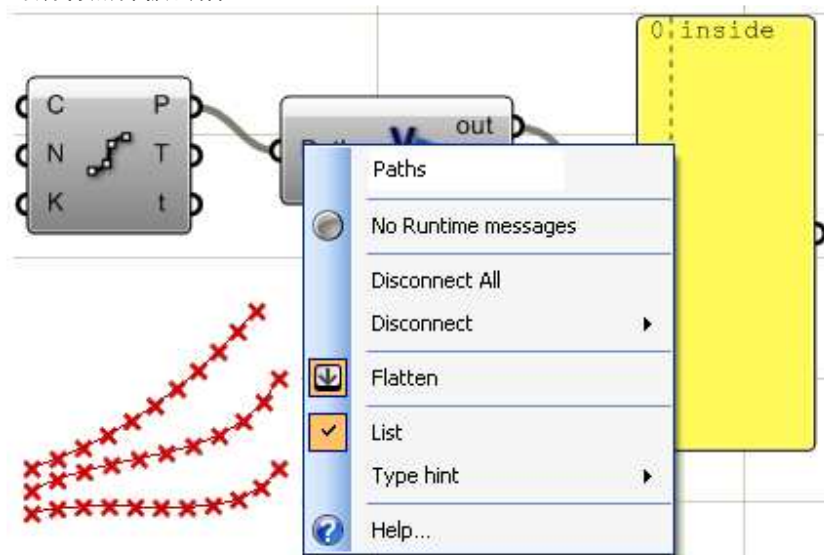 0 inside
C P
N T
K t
out
Paths
No Runtime messages
Disconnect All
Disconnect
Flatten
List
Type hint
Help...